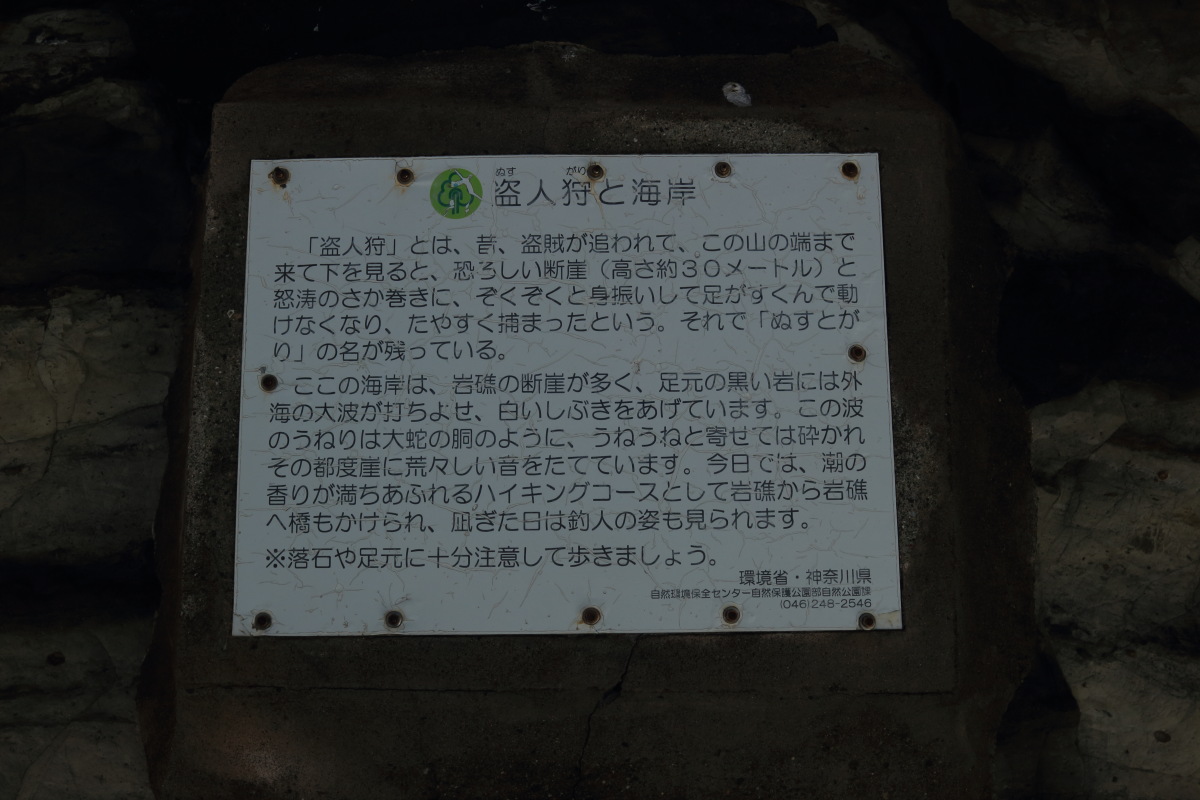 ぬす がり
盗人狩と海岸
「盗人狩」とは、昔、盗賊が追われて、この山の端まで
来て下を見ると、恐ろしい断崖（高さ約３０メートル）と
怒涛のさか巻きに、ぞくぞくと身振いして足がすくんで動
けなくなり、たやすく捕まったという。それで「ぬすとが
り」の名が残っている。
ここの海岸は、岩礁の断崖が多く、足元の黒い岩には外
海の大波が打ちよせ、白いしぶきをあげています。この波
のうねりは大蛇の胴のように、うねうねと寄せては砕かれ
その都度崖に荒々しい音をたてています。今日では、潮の
香りが満ちあふれるハイキングコースとして岩礁から岩礁
へ橋もかけられ、凪ぎた日は釣人の姿も見られます。
※落石や足元に十分注意して歩きましょう。
環境省・神奈川県
自然環境保全センター自然保護公園部自然公園課
(046)248-2546